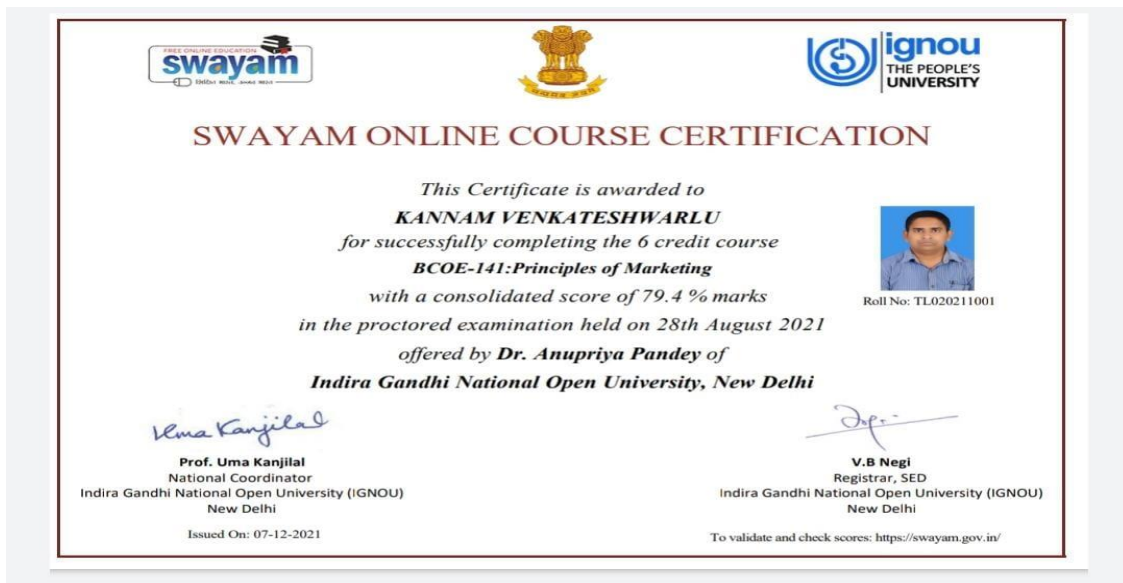 FREE ONLINE EDUCATION
swayam
ignou
THE PEOPLE'S
UNIVERSITY
SWAYAM ONLINE COURSE CERTIFICATION
This Certificate is awarded to
KANNAM VENKATESHWARLU
for successfully completing the 6 credit course
BCOE-141:Principles of Marketing
with a consolidated score of 79.4 % marks
Roll No: TL020211001
in the proctored examination held on 28th August 2021
offered by Dr. Anupriya Pandey of
Indira Gandhi National Open University, New Delhi
Uma Kanjilal
Prof. Uma Kanjilal
National Coordinator
Indira Gandhi National Open University (IGNOU)
New Delhi
Issued On: 07-12-2021
V.B Negi
Registrar, SED
Indira Gandhi National Open University (IGNOU)
New Delhi
To validate and check scores: https://swayam.gov.in/